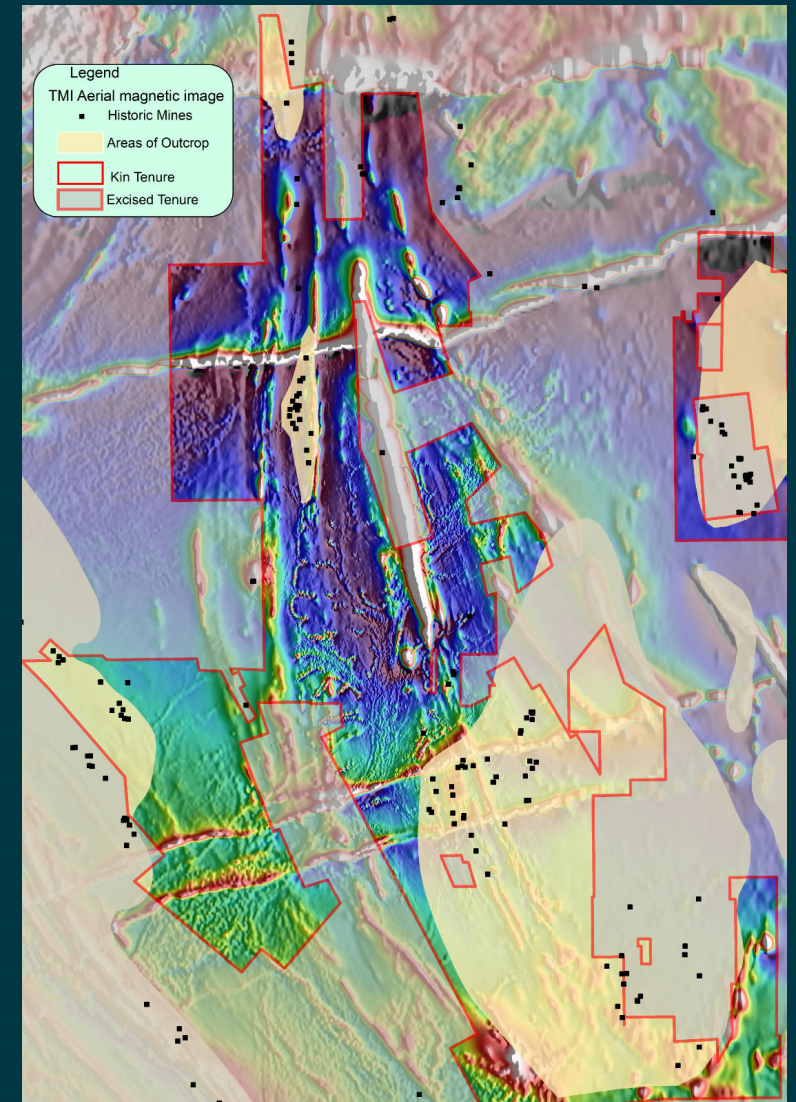 Legend
TMI Aerial magnetic image
Historic Mines
Areas of Outcrop
Kin Tenure
Excised Tenure